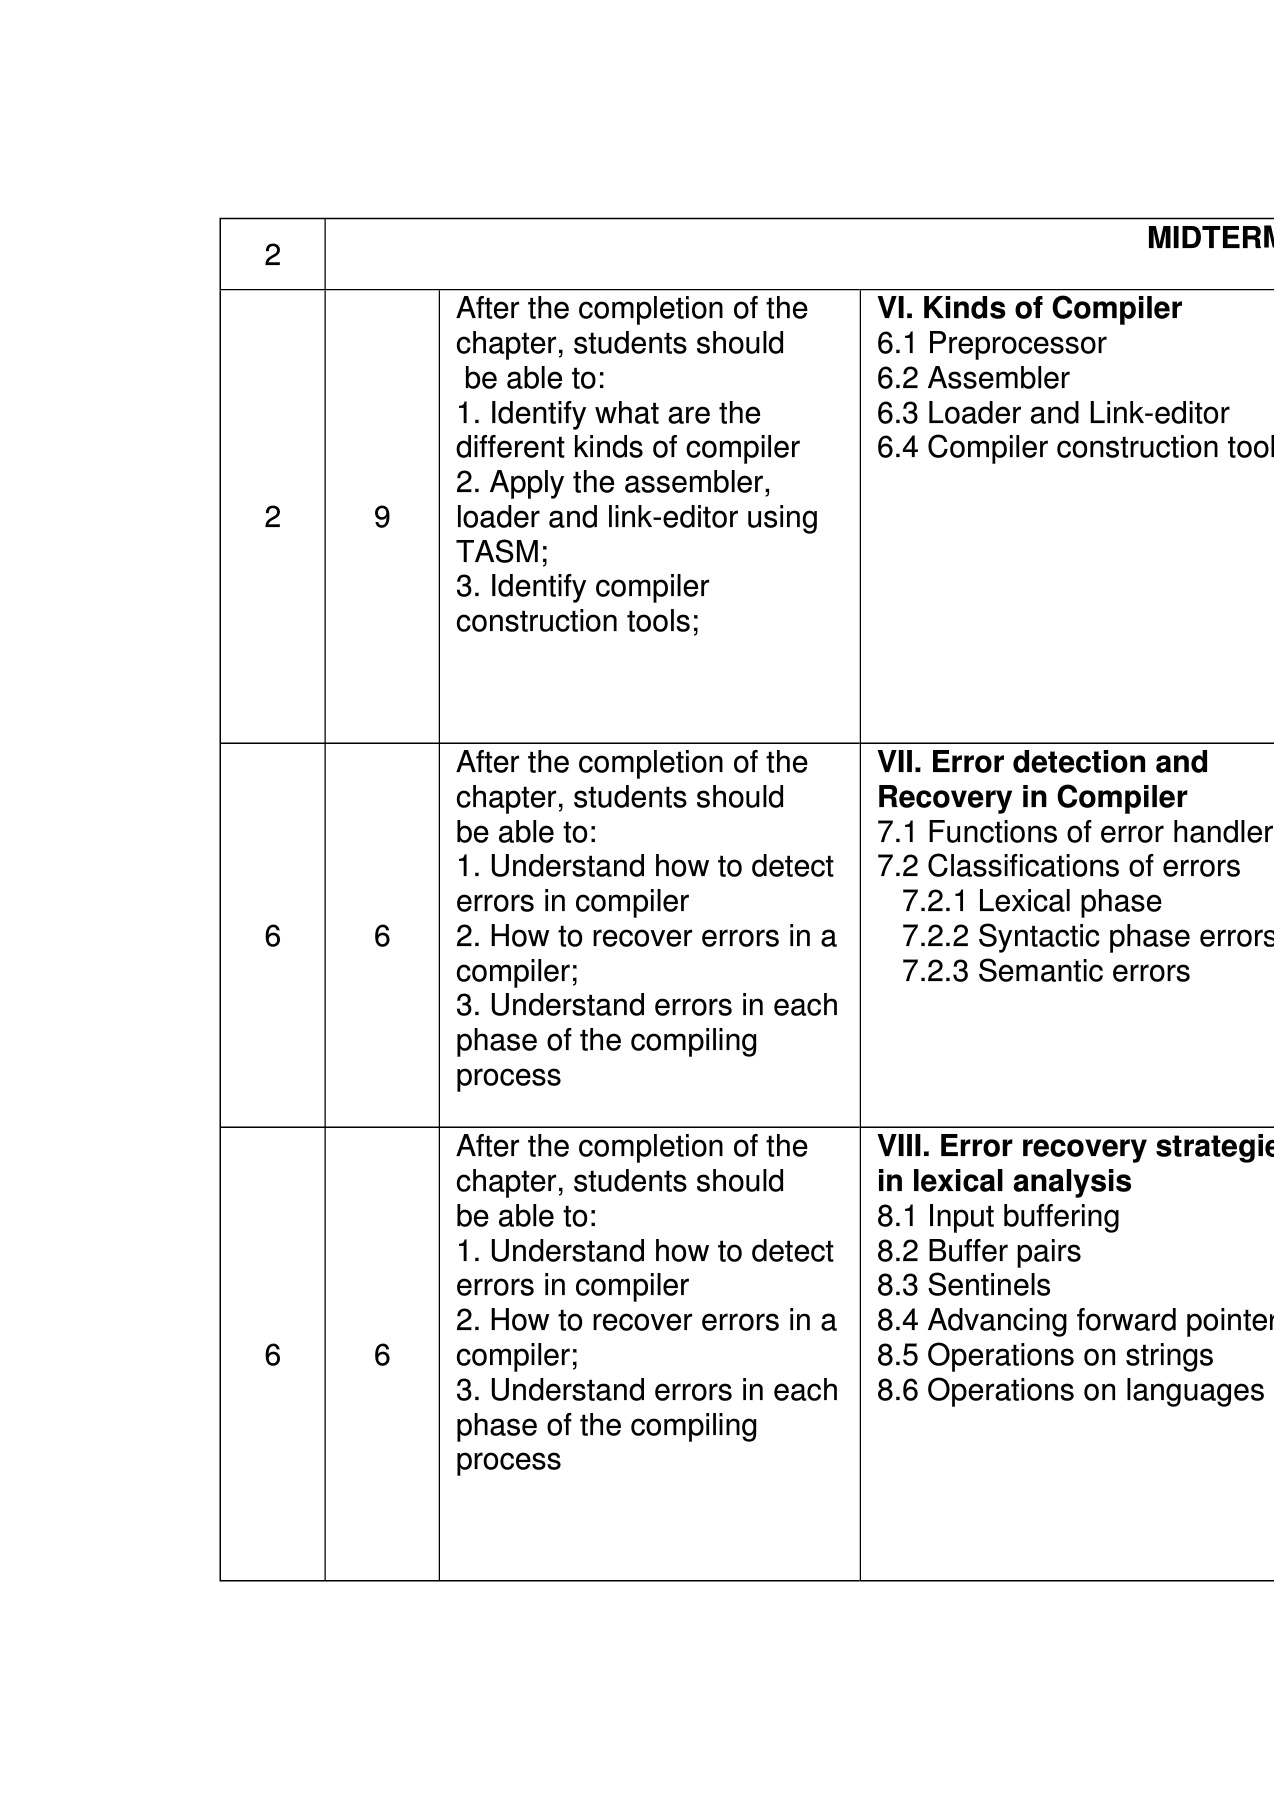 2
MIDTERM
2
9
After the completion of the
chapter, students should
be able to:
1. Identify what are the
different kinds of compiler
2. Apply the assembler,
loader and link-editor using
TASM;
3. Identify compiler
construction tools;
VI. Kinds of Compiler
6.1 Preprocessor
6.2 Assembler
6.3 Loader and Link-editor
6.4 Compiler construction tool
6
6
After the completion of the
chapter, students should
be able to:
1. Understand how to detect
errors in compiler
2. How to recover errors in a
compiler;
3. Understand errors in each
phase of the compiling
process
VII. Error detection and
Recovery in Compiler
7.1 Functions of error handler
7.2 Classifications of errors
7.2.1 Lexical phase
7.2.2 Syntactic phase errors
7.2.3 Semantic errors
6
6
After the completion of the
chapter, students should
be able to:
1. Understand how to detect
errors in compiler
2. How to recover errors in a
compiler;
3. Understand errors in each
phase of the compiling
process
VIII. Error recovery strategie
in lexical analysis
8.1 Input buffering
8.2 Buffer pairs
8.3 Sentinels
8.4 Advancing forward pointer
8.5 Operations on strings
8.6 Operations on languages